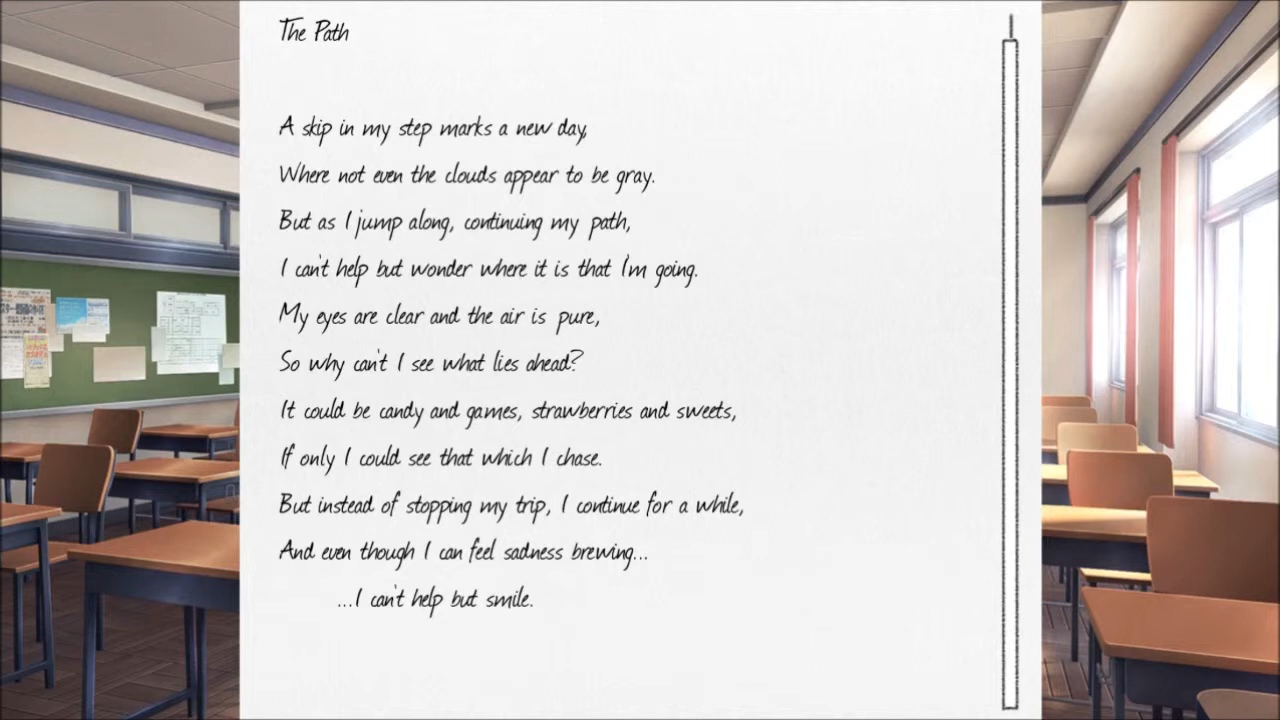 The Path
A skip in my step marks a new day,
Where not even the clouds appear to be gray.
But as I jump along, continuing my path,
I can't help but wonder where it is that I'm going.
My eyes are clear and the air is pure,
So why can't I see what lies ahead?
It could be candy and games, strawberries and sweets,
If only I could see that which I chase.
But instead of stopping my trip, I continue for a while,
And even though I can feel sadness brewing...
...I can't help but smile.